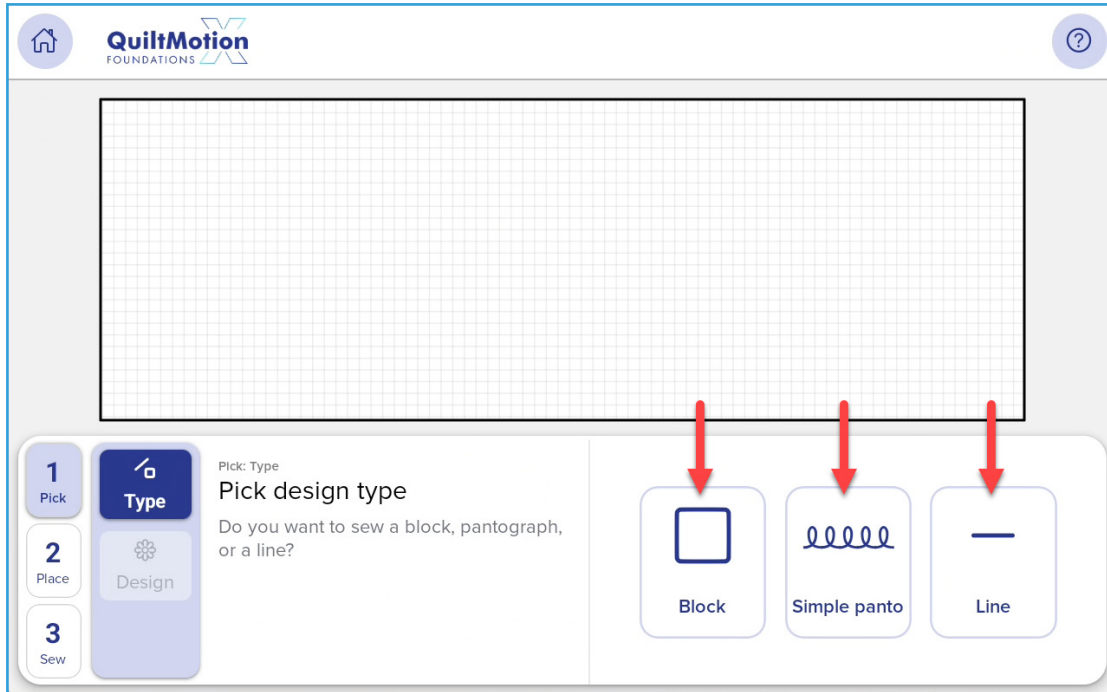 QuiltMotion
FOUNDATIONS
?
1
Pick
2
Place
3
Sew
Type
Design
Pick: Type
Pick design type
Do you want to sew a block, pantograph,
or a line?
Block
Simple panto
Line